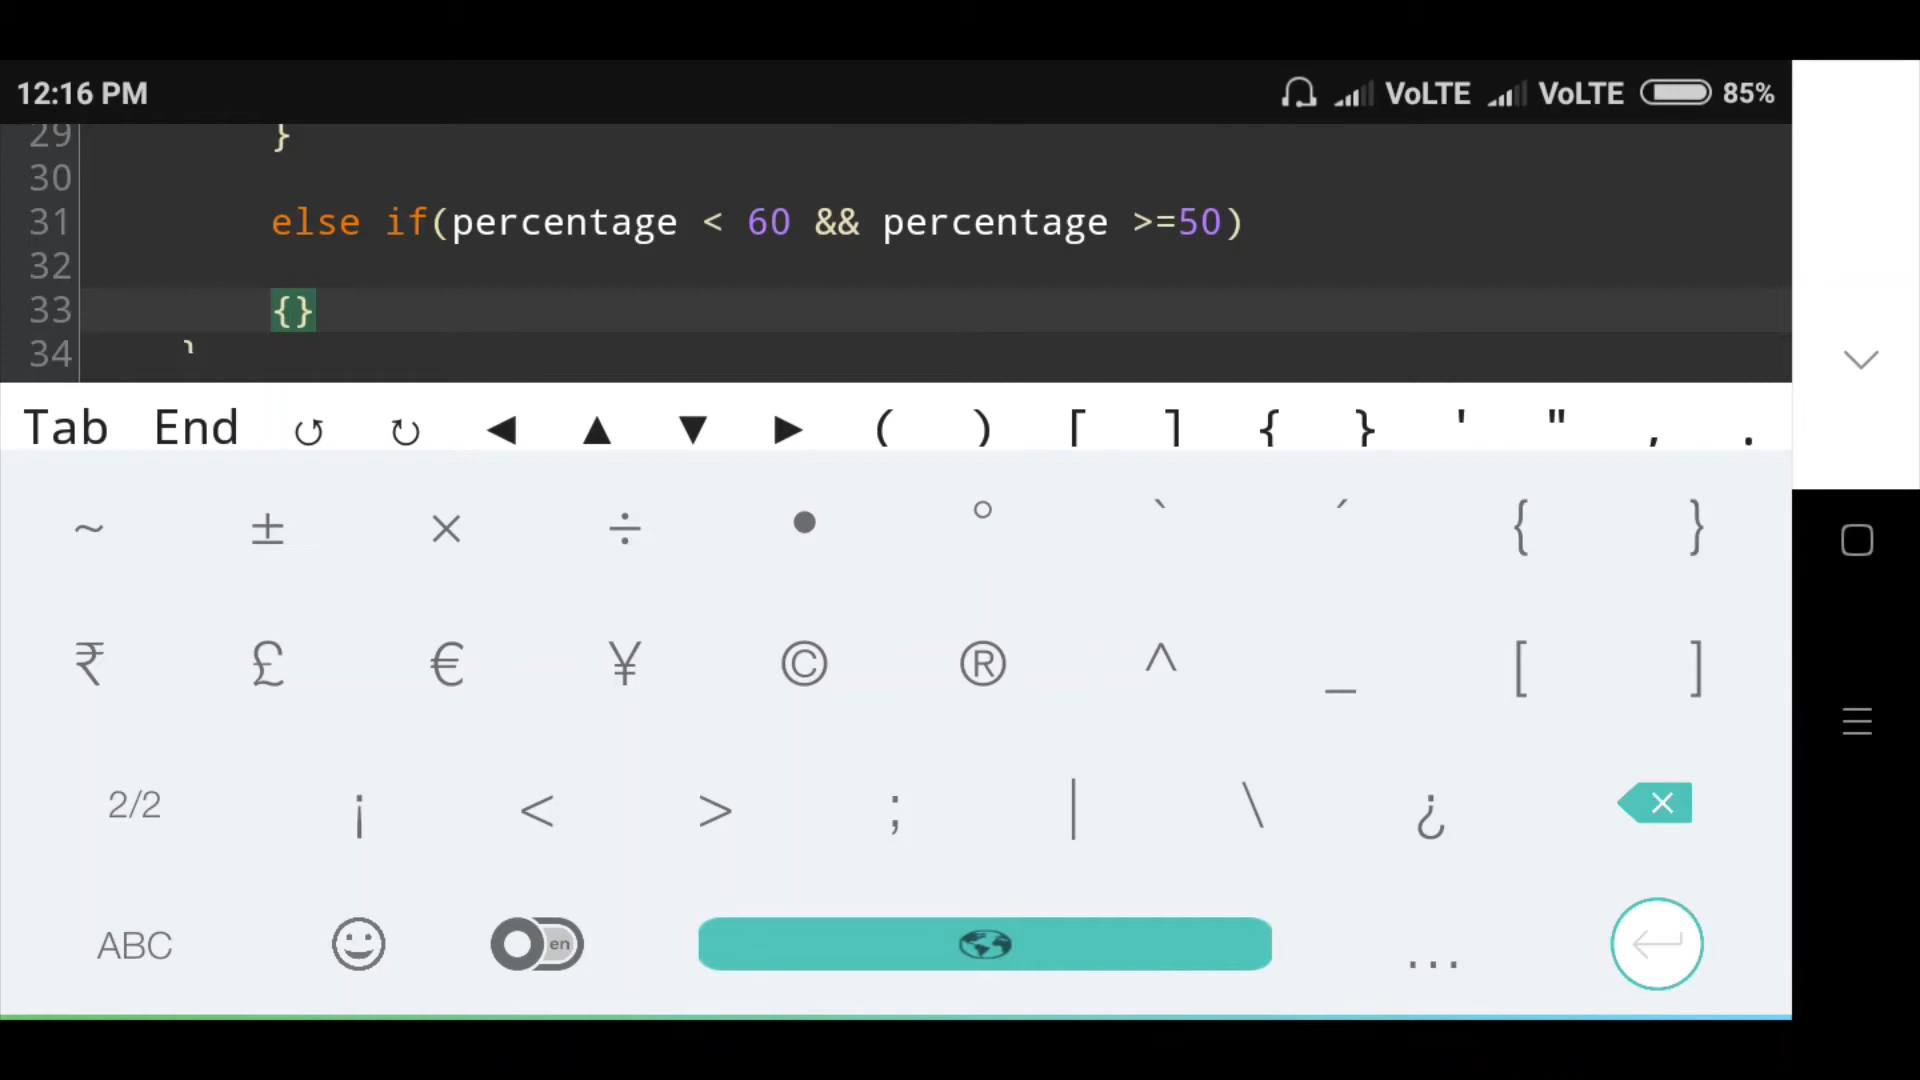 12:16 PM VoLTE VoLTE 85%
29 }
30
31 else if(percentage < 60 && percentage >=50)
32
33 {}
34
Tab End ↺ ↻ ◀ ▲ ▼ ▶ ( ) [ ] { } ' " , .
~ ± × ÷ • ° ` ´ { }
₹ £ € ¥ © ® ^ _ [ ]
2/2 ¡ < > ; | \ ¿
ABC en ...